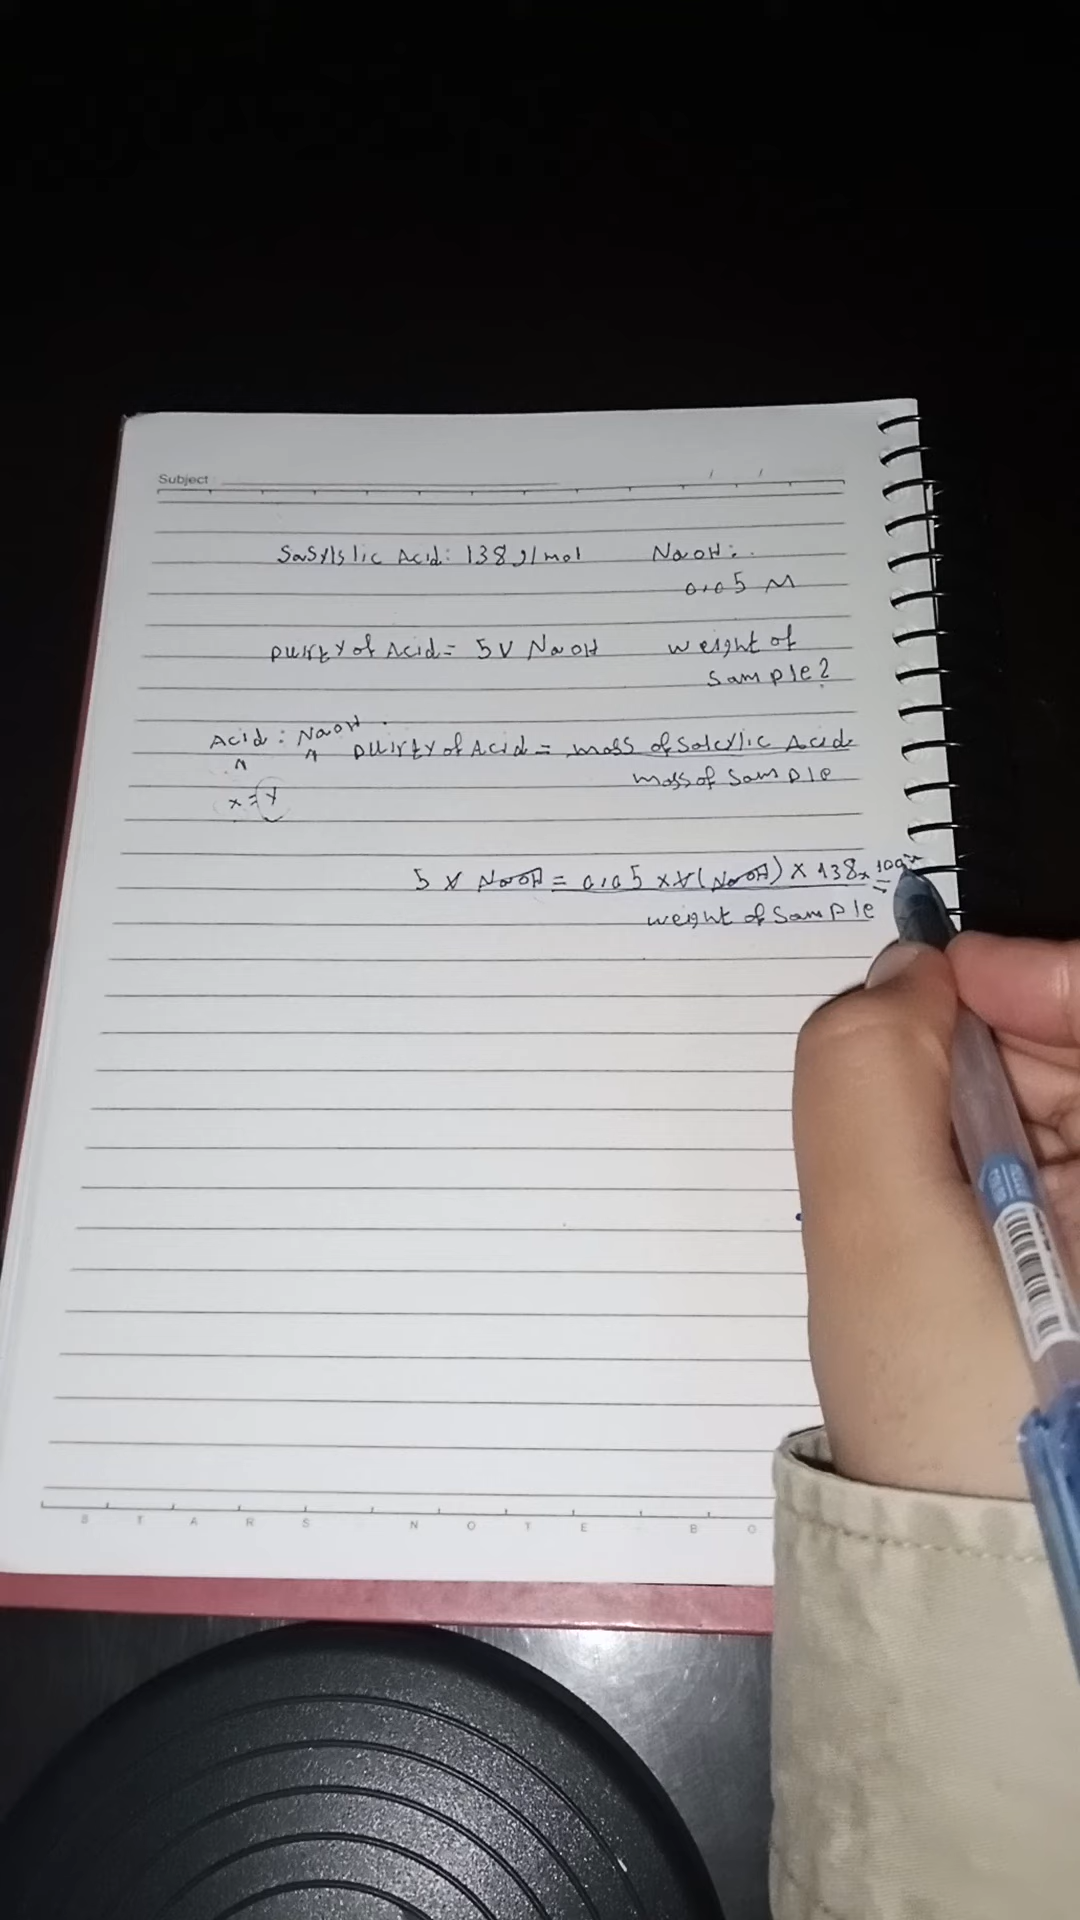 Subject
Sasylslic Acid: 138 g/mol NaOH:
0,05 M
Purity of Acid = 5V NaOH weight of
Sample?
Acid : NaOH
Puirty of Acid = mass of Salcylic Acid
mass of Sample
x = y
5 V NaOH = 0,05 x V (NaOH) x 138 x 100
weight of Sample
S T A R S N O T E B O